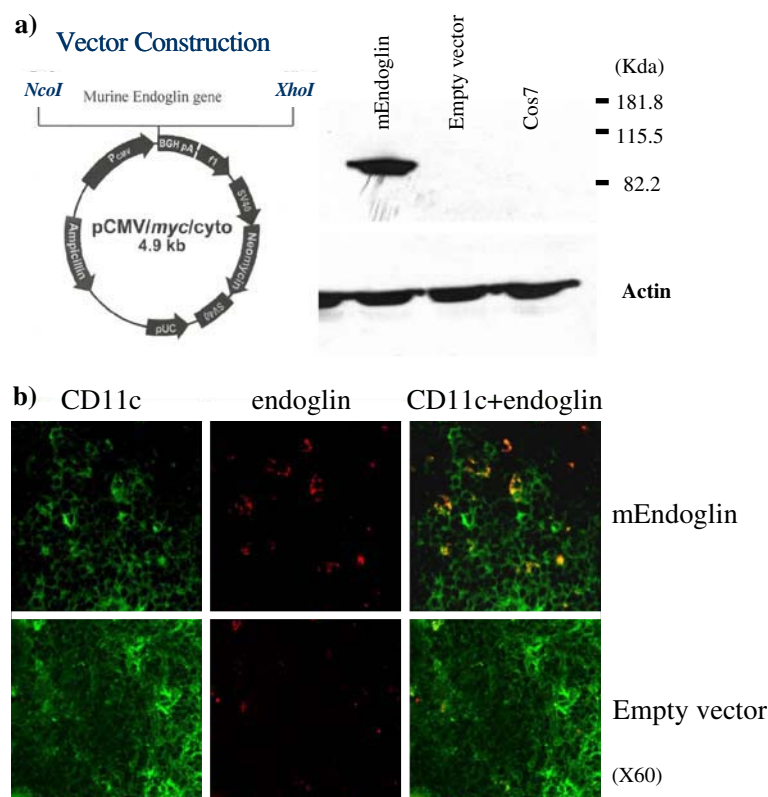 a)
Vector Construction
NcoI
Murine Endoglin gene
XhoI
PCMV
BGH pA
f1
SV40
Neomycin
SV40
pUC
Ampicillin
pCMV/myc/cyto
4.9 kb
mEndoglin
Empty vector
Cos7
(Kda)
181.8
115.5
82.2
Actin
b)
CD11c
endoglin
CD11c+endoglin
mEndoglin
Empty vector
(X60)